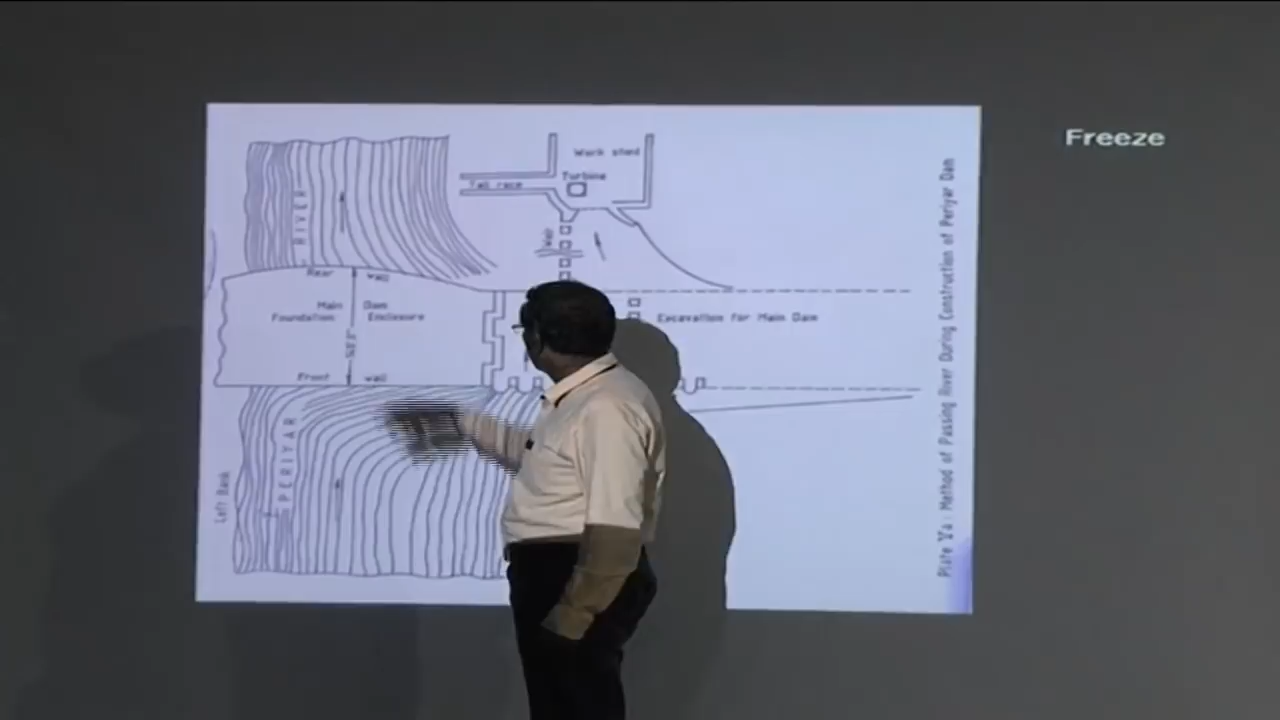 Freeze
Work shed
Turbine
Tail race
RIVER
Weir
Rear wall
Main Dam
Foundation Enclosure
Excavation for Main Dam
Front wall
PERIYAR
Left Bank
Plate Va : Method of Passing River During Construction of Periyar Dam